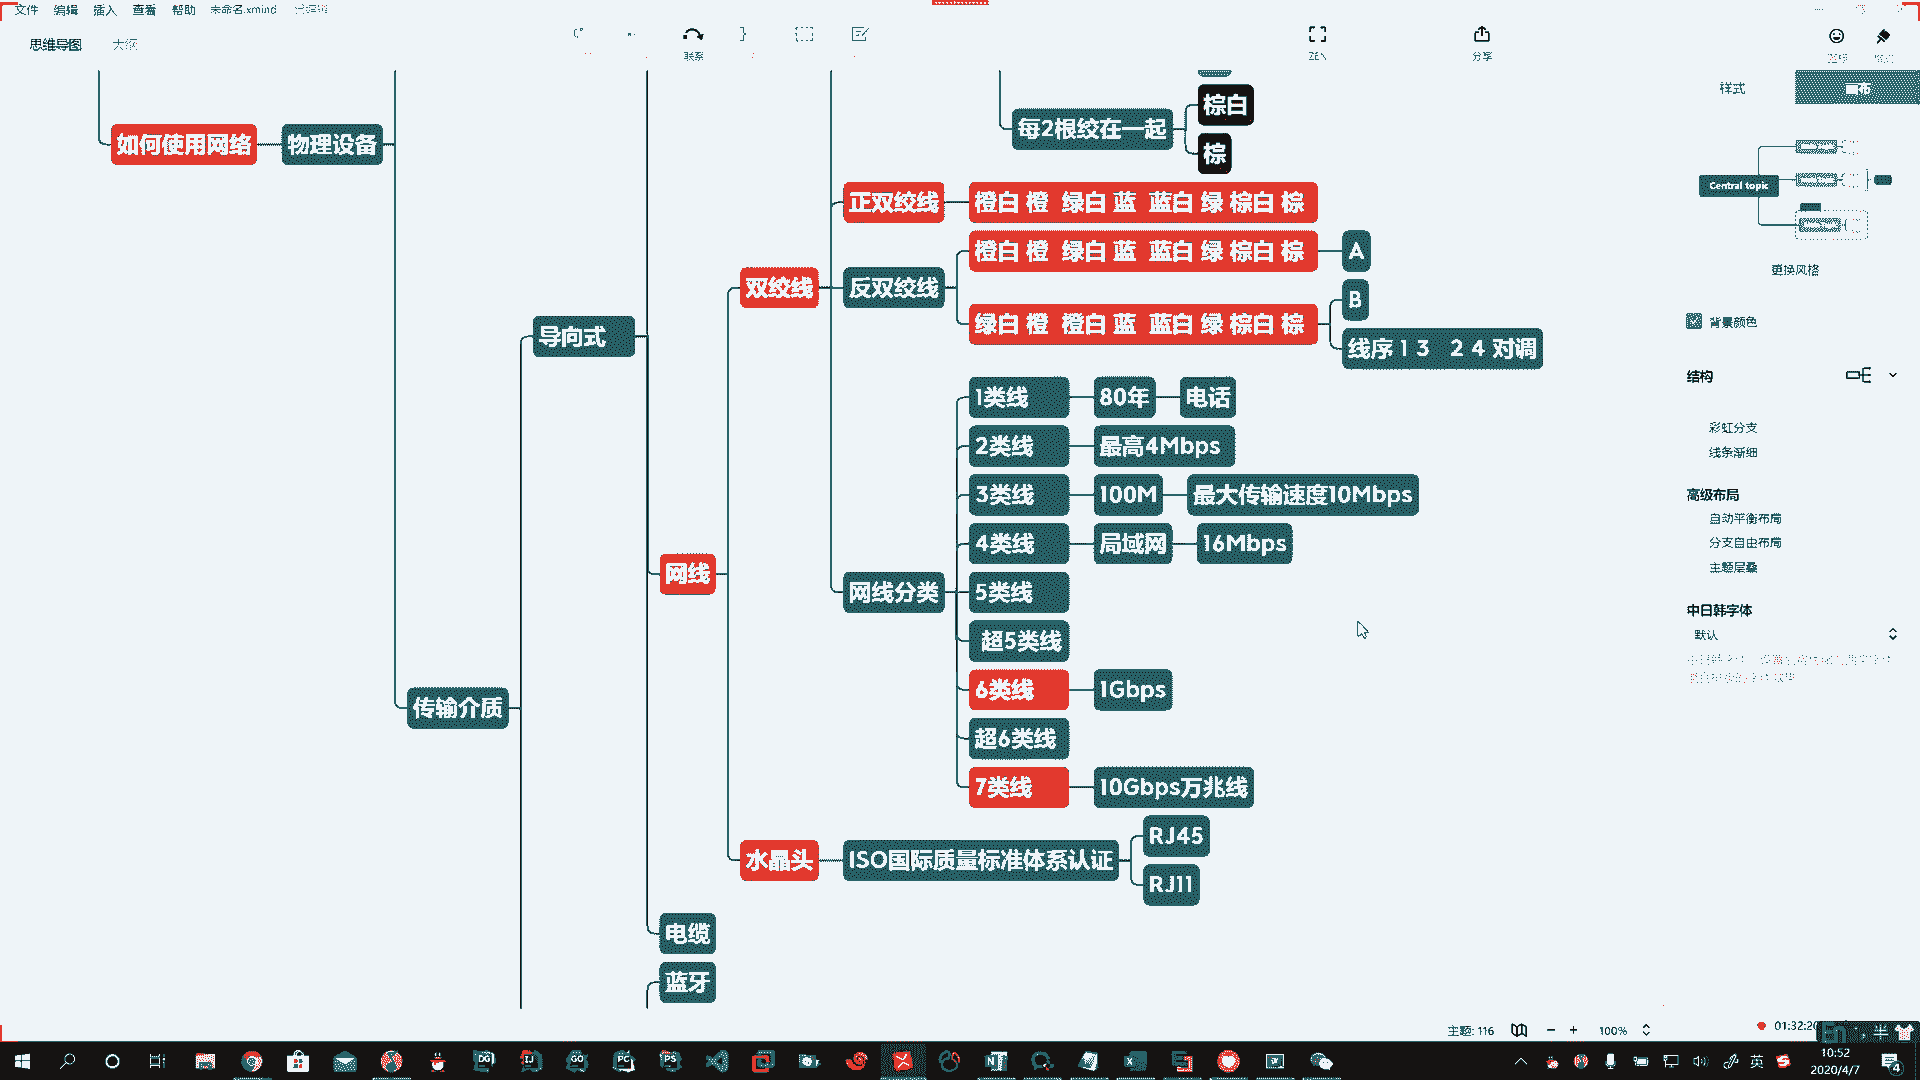 文件 编辑 插入 查看 帮助 未命名.xmind
思维导图 大纲
联系
ZEN
分享
样式
如何使用网络
物理设备
每2根绞在一起
棕白
棕
正双绞线
橙白 橙 绿白 蓝 蓝白 绿 棕白 棕
双绞线
反双绞线
橙白 橙 绿白 蓝 蓝白 绿 棕白 棕
A
绿白 橙 橙白 蓝 蓝白 绿 棕白 棕
B
线序 1 3 2 4 对调
导向式
网线
网线分类
1类线
80年
电话
2类线
最高4Mbps
3类线
100M
最大传输速度10Mbps
4类线
局域网
16Mbps
5类线
超5类线
6类线
1Gbps
超6类线
7类线
10Gbps万兆线
传输介质
水晶头
ISO国际质量标准体系认证
RJ45
RJ11
电缆
蓝牙
Central topic
更换风格
背景颜色
结构
彩虹分支
线条渐细
高级布局
自动平衡布局
分支自由布局
主题层叠
中日韩字体
默认
主题: 116
100%
01:32:20
英
10:52
2020/4/7